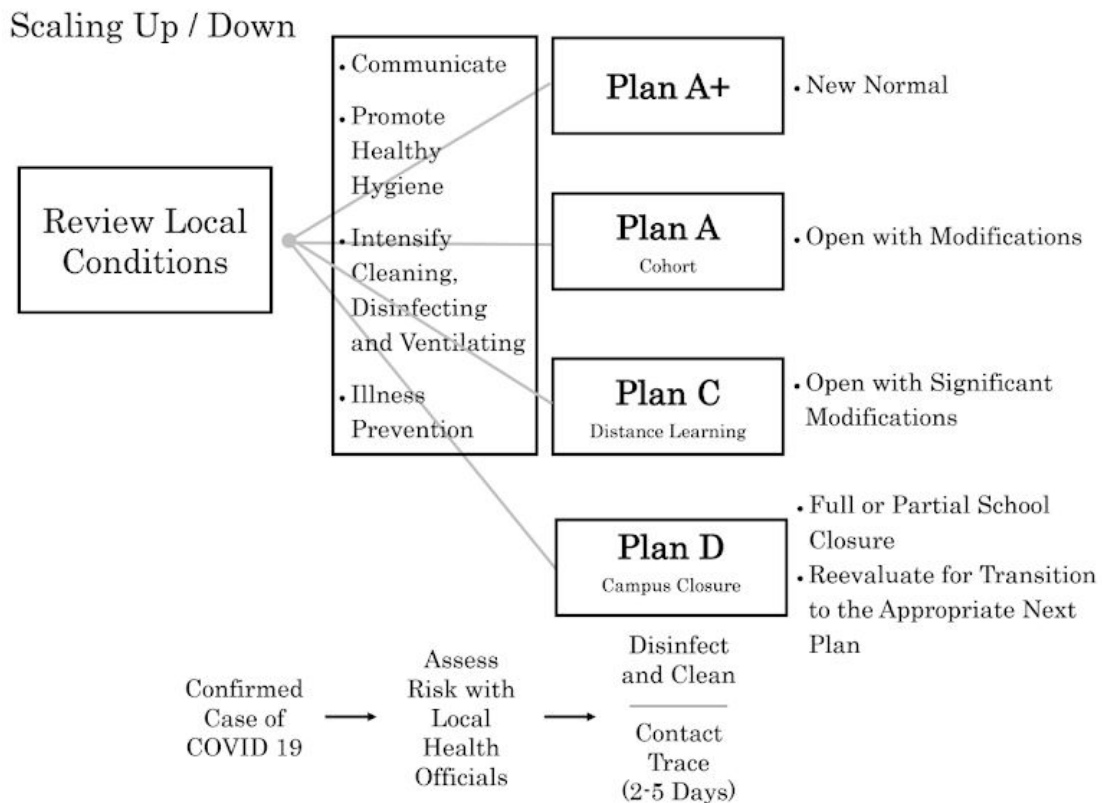 Scaling Up / Down
Review Local
Conditions
• Communicate
• Promote
Healthy
Hygiene
• Intensify
Cleaning,
Disinfecting
and Ventilating
• Illness
Prevention
Plan A+
• New Normal
Plan A
Cohort
• Open with Modifications
Plan C
Distance Learning
• Open with Significant
Modifications
Plan D
Campus Closure
• Full or Partial School
Closure
• Reevaluate for Transition
to the Appropriate Next
Plan
Confirmed
Case of
COVID 19
Assess
Risk with
Local
Health
Officials
Disinfect
and Clean
Contact
Trace
(2-5 Days)